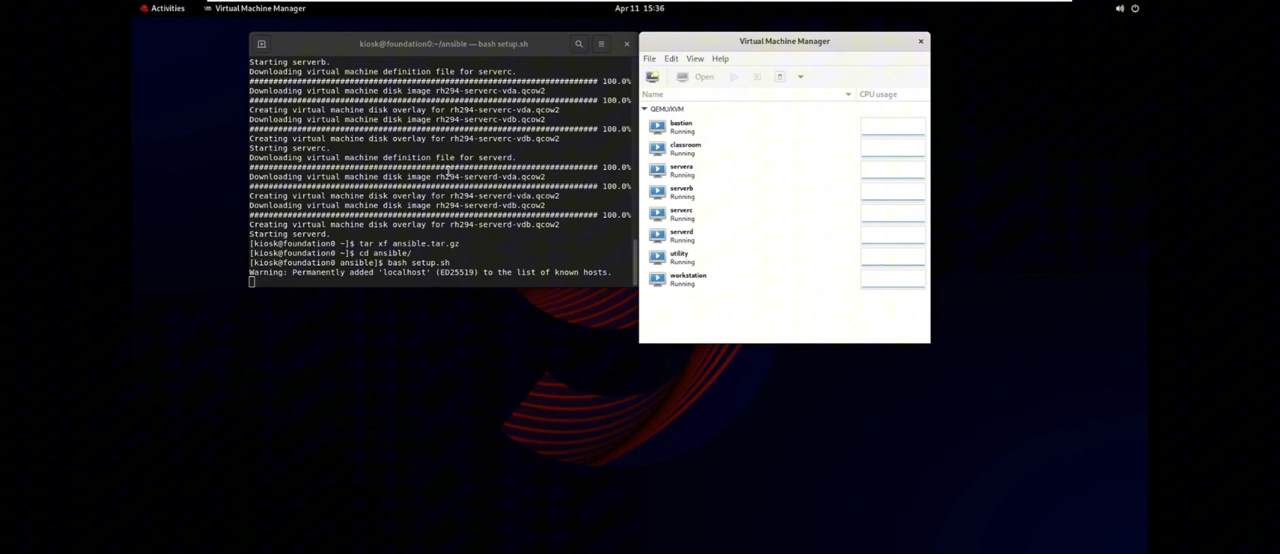 Activities
Virtual Machine Manager
Apr 11 15:36
kiosk@foundation0:~/ansible — bash setup.sh
Starting serverb.
Downloading virtual machine definition file for serverc.
######################################################################## 100.0%
Downloading virtual machine disk image rh294-serverc-vda.qcow2
######################################################################## 100.0%
Creating virtual machine disk overlay for rh294-serverc-vda.qcow2
Downloading virtual machine disk image rh294-serverc-vdb.qcow2
######################################################################## 100.0%
Creating virtual machine disk overlay for rh294-serverc-vdb.qcow2
Starting serverc.
Downloading virtual machine definition file for serverd.
######################################################################## 100.0%
Downloading virtual machine disk image rh294-serverd-vda.qcow2
######################################################################## 100.0%
Creating virtual machine disk overlay for rh294-serverd-vda.qcow2
Downloading virtual machine disk image rh294-serverd-vdb.qcow2
######################################################################## 100.0%
Creating virtual machine disk overlay for rh294-serverd-vdb.qcow2
Starting serverd.
[kiosk@foundation0 ~]$ tar xf ansible.tar.gz
[kiosk@foundation0 ~]$ cd ansible/
[kiosk@foundation0 ansible]$ bash setup.sh
Warning: Permanently added 'localhost' (ED25519) to the list of known hosts.
Virtual Machine Manager
File Edit View Help
Open
Name CPU usage
QEMU/KVM
bastion
Running
classroom
Running
servera
Running
serverb
Running
serverc
Running
serverd
Running
utility
Running
workstation
Running